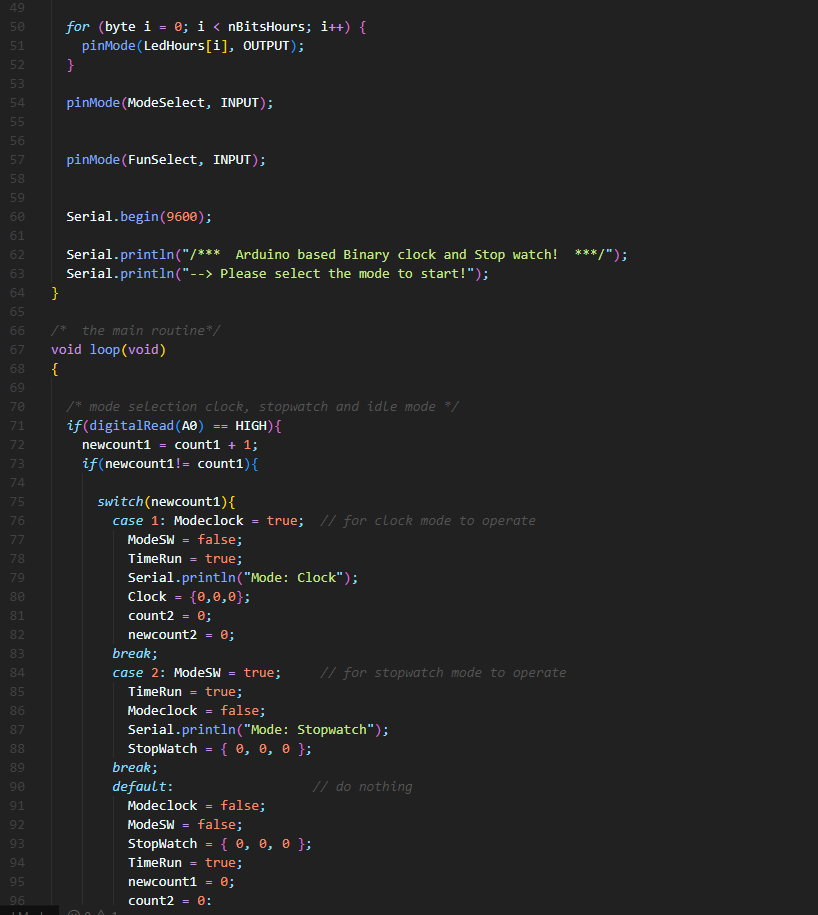 49
50 for (byte i = 0; i < nBitsHours; i++) {
51 pinMode(LedHours[i], OUTPUT);
52 }
53
54 pinMode(ModeSelect, INPUT);
55
56
57 pinMode(FunSelect, INPUT);
58
59
60 Serial.begin(9600);
61
62 Serial.println("/***  Arduino based Binary clock and Stop watch!  ***/");
63 Serial.println("--> Please select the mode to start!");
64 }
65
66 /*  the main routine*/
67 void loop(void)
68 {
69
70 /* mode selection clock, stopwatch and idle mode */
71 if(digitalRead(A0) == HIGH){
72 newcount1 = count1 + 1;
73 if(newcount1!= count1){
74
75 switch(newcount1){
76 case 1: Modeclock = true;  // for clock mode to operate
77 ModeSW = false;
78 TimeRun = true;
79 Serial.println("Mode: Clock");
80 Clock = {0,0,0};
81 count2 = 0;
82 newcount2 = 0;
83 break;
84 case 2: ModeSW = true;     // for stopwatch mode to operate
85 TimeRun = true;
86 Modeclock = false;
87 Serial.println("Mode: Stopwatch");
88 StopWatch = { 0, 0, 0 };
89 break;
90 default:                  // do nothing
91 Modeclock = false;
92 ModeSW = false;
93 StopWatch = { 0, 0, 0 };
94 TimeRun = true;
95 newcount1 = 0;
96 count2 = 0;